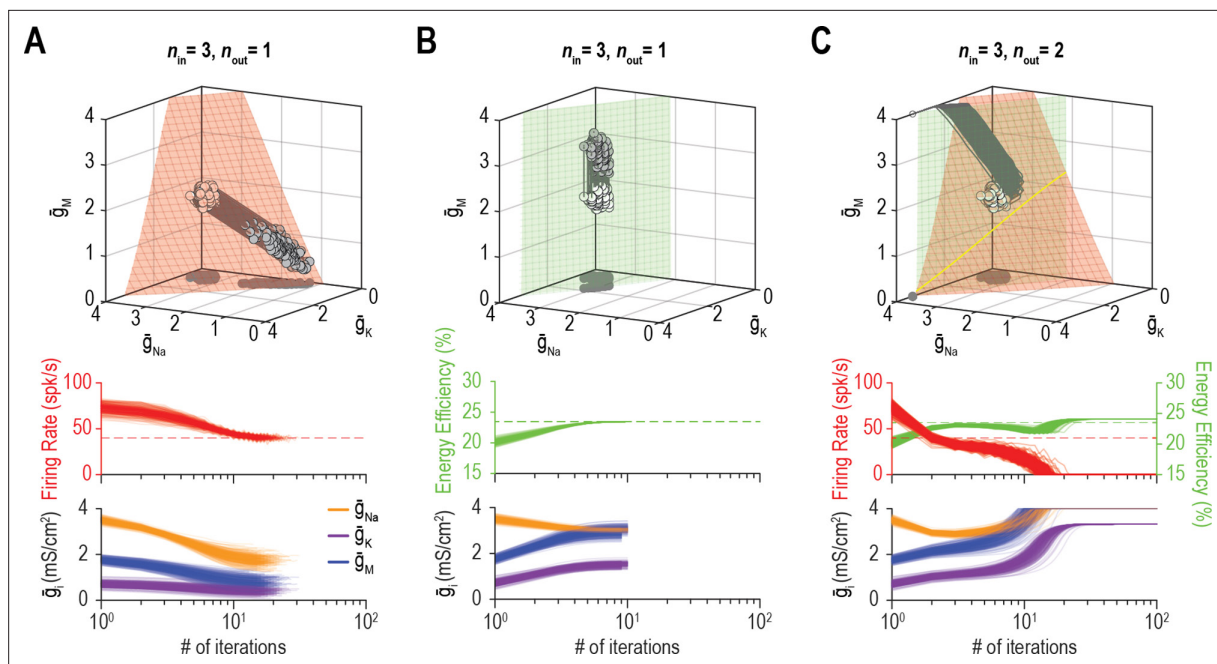 A
n_in = 3, n_out = 1
4
3
2
1
0
ḡ_M
4
3
2
1
0
ḡ_Na
4
2
0
ḡ_K
100
50
0
Firing Rate (spk/s)
4
2
0
ḡ_i (mS/cm²)
ḡ_Na
ḡ_K
ḡ_M
10⁰ 10¹ 10²
# of iterations
B
n_in = 3, n_out = 1
4
3
2
1
0
ḡ_M
4
3
2
1
0
ḡ_Na
4
2
0
ḡ_K
30
25
20
15
Energy Efficiency (%)
4
2
0
ḡ_i (mS/cm²)
10⁰ 10¹ 10²
# of iterations
C
n_in = 3, n_out = 2
4
3
2
1
0
ḡ_M
4
3
2
1
0
ḡ_Na
4
2
0
ḡ_K
100
50
0
Firing Rate (spk/s)
30
25
20
15
Energy Efficiency (%)
4
2
0
ḡ_i (mS/cm²)
10⁰ 10¹ 10²
# of iterations